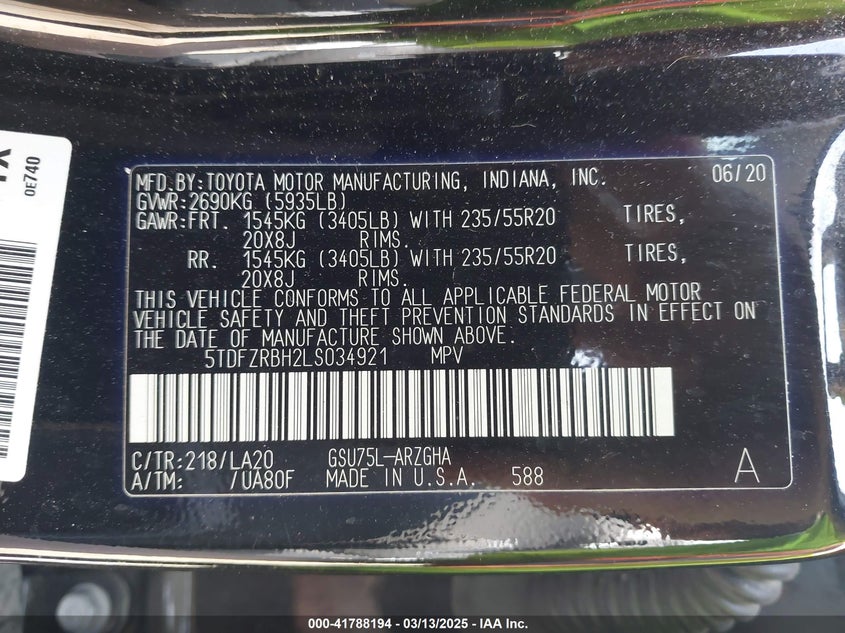 MFD.BY:TOYOTA MOTOR MANUFACTURING, INDIANA, INC. 06/20
GVWR:2690KG (5935LB)
GAWR:FRT. 1545KG (3405LB) WITH 235/55R20 TIRES,
20X8J RIMS.
RR. 1545KG (3405LB) WITH 235/55R20 TIRES,
20X8J RIMS.
THIS VEHICLE CONFORMS TO ALL APPLICABLE FEDERAL MOTOR
VEHICLE SAFETY AND THEFT PREVENTION STANDARDS IN EFFECT ON
THE DATE OF MANUFACTURE SHOWN ABOVE.
5TDFZRBH2LS034921 MPV
C/TR:218/LA20 GSU75L-ARZGHA
A/TM: /UA80F MADE IN U.S.A. 588 A
0E740
000-41788194 - 03/13/2025 - IAA Inc.